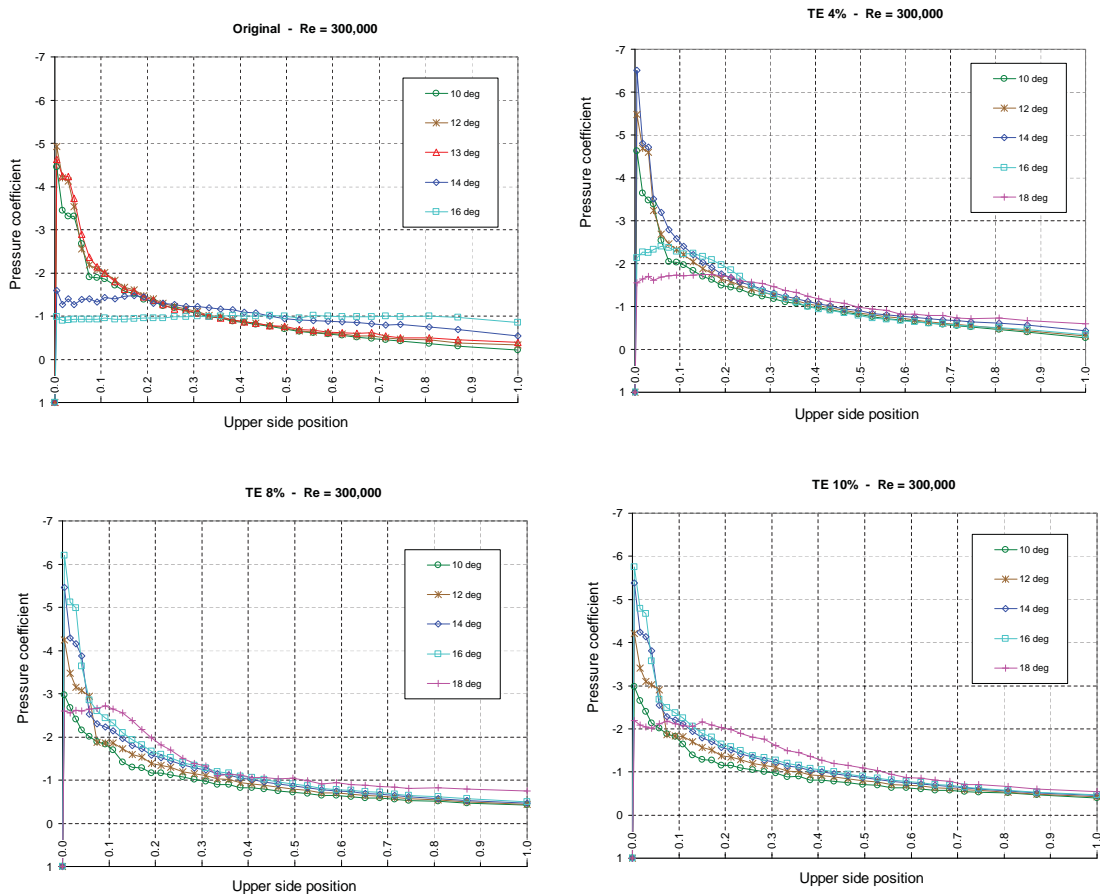 Original - Re = 300,000
-7
-6
-5
-4
-3
-2
-1
0
1
Pressure coefficient
10 deg
12 deg
13 deg
14 deg
16 deg
0.0
0.1
0.2
0.3
0.4
0.5
0.6
0.7
0.8
0.9
1.0
Upper side position
TE 4% - Re = 300,000
-7
-6
-5
-4
-3
-2
-1
0
1
Pressure coefficient
10 deg
12 deg
14 deg
16 deg
18 deg
0.0
0.1
0.2
0.3
0.4
0.5
0.6
0.7
0.8
0.9
1.0
Upper side position
TE 8% - Re = 300,000
-7
-6
-5
-4
-3
-2
-1
0
1
Pressure coefficient
10 deg
12 deg
14 deg
16 deg
18 deg
0.0
0.1
0.2
0.3
0.4
0.5
0.6
0.7
0.8
0.9
1.0
Upper side position
TE 10% - Re = 300,000
-7
-6
-5
-4
-3
-2
-1
0
1
Pressure coefficient
10 deg
12 deg
14 deg
16 deg
18 deg
0.0
0.1
0.2
0.3
0.4
0.5
0.6
0.7
0.8
0.9
1.0
Upper side position